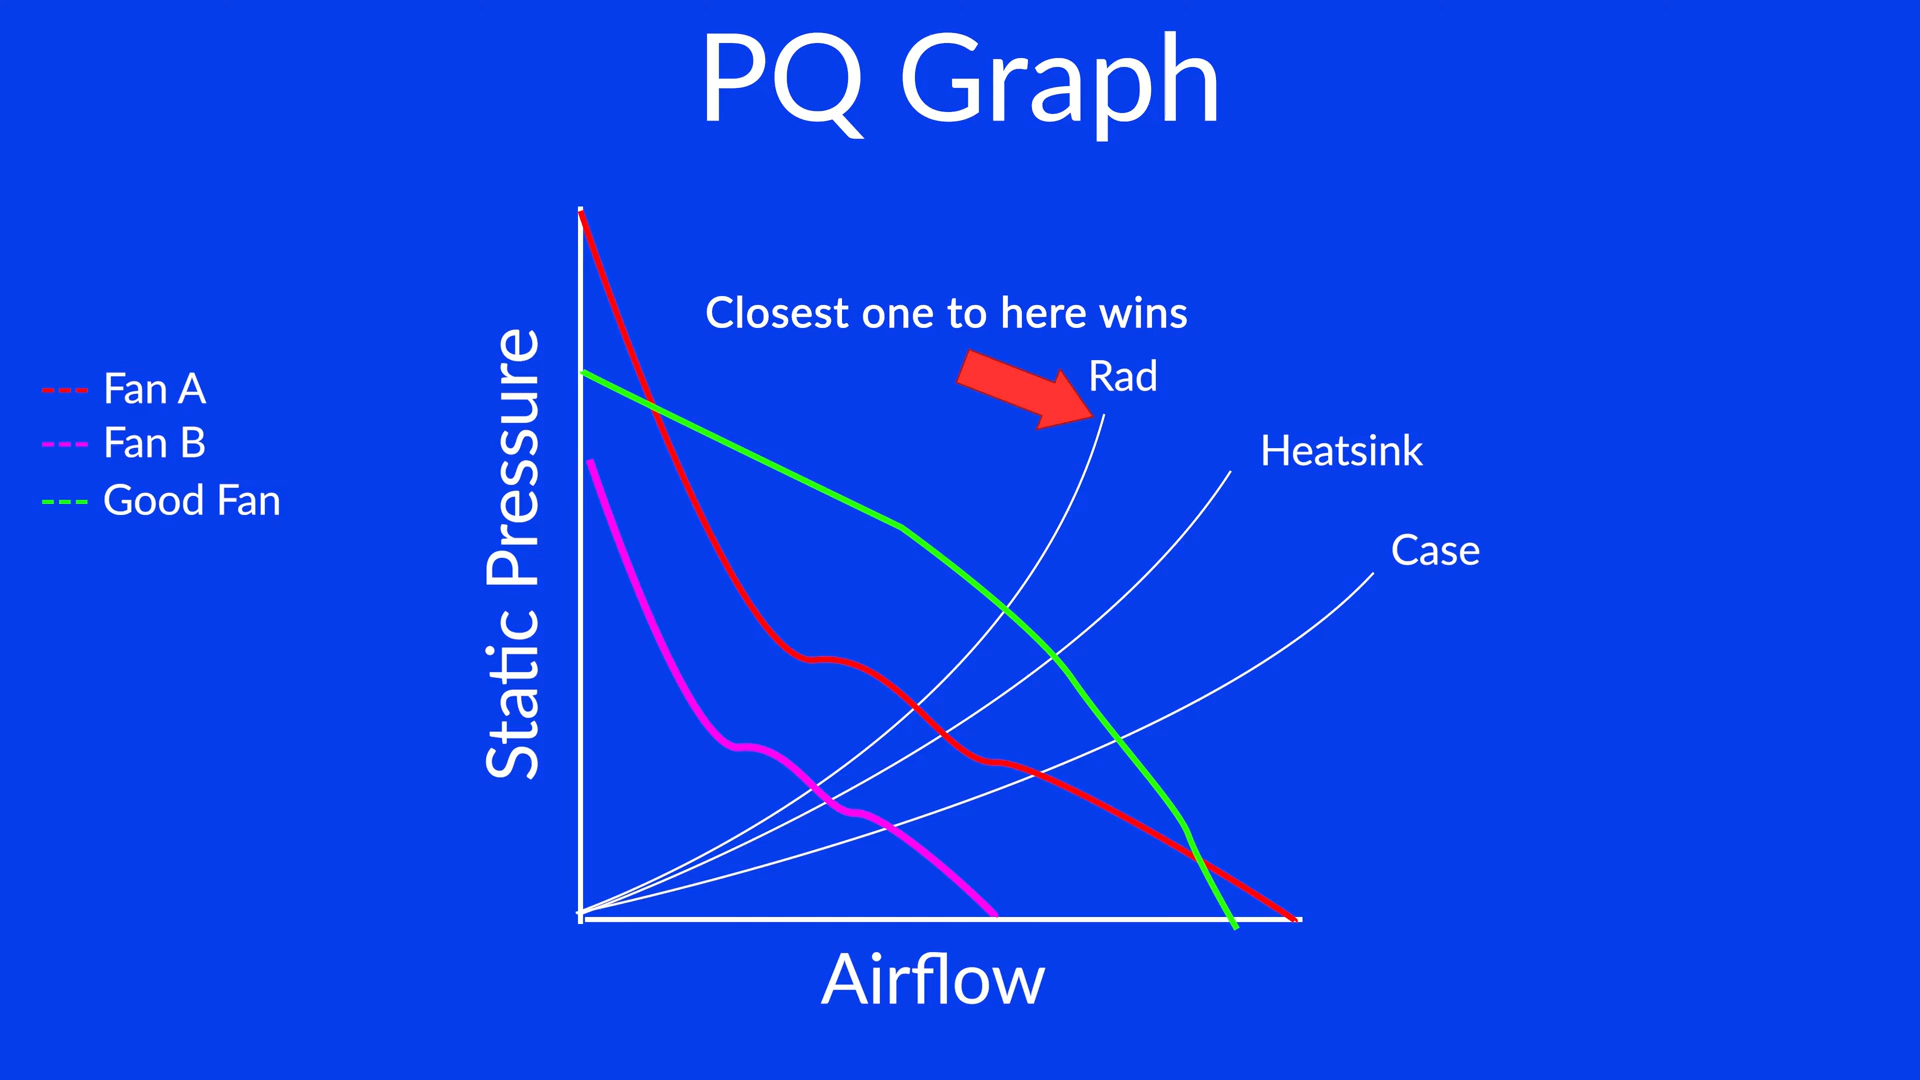 PQ Graph
Closest one to here wins
Rad
Heatsink
Case
Fan A
Fan B
Good Fan
Static Pressure
Airflow